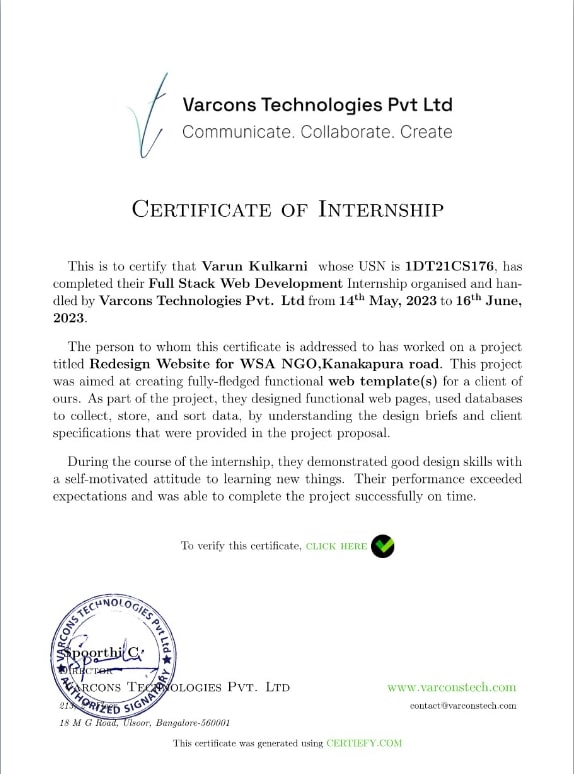 Varcons Technologies Pvt Ltd
Communicate. Collaborate. Create
Certificate of Internship
This is to certify that Varun Kulkarni whose USN is 1DT21CS176, has
completed their Full Stack Web Development Internship organised and han-
dled by Varcons Technologies Pvt. Ltd from 14th May, 2023 to 16th June,
2023.
The person to whom this certificate is addressed to has worked on a project
titled Redesign Website for WSA NGO,Kanakapura road. This project
was aimed at creating fully-fledged functional web template(s) for a client of
ours. As part of the project, they designed functional web pages, used databases
to collect, store, and sort data, by understanding the design briefs and client
specifications that were provided in the project proposal.
During the course of the internship, they demonstrated good design skills with
a self-motivated attitude to learning new things. Their performance exceeded
expectations and was able to complete the project successfully on time.
To verify this certificate, CLICK HERE
VARCONS TECHNOLOGIES Pvt Ltd
AUTHORIZED SIGNATORY
Spoorthi C.
Director
Varcons Technologies Pvt. Ltd
www.varconstech.com
contact@varconstech.com
18 M G Road, Ulsoor, Bangalore-560001
This certificate was generated using CERTIEFY.COM